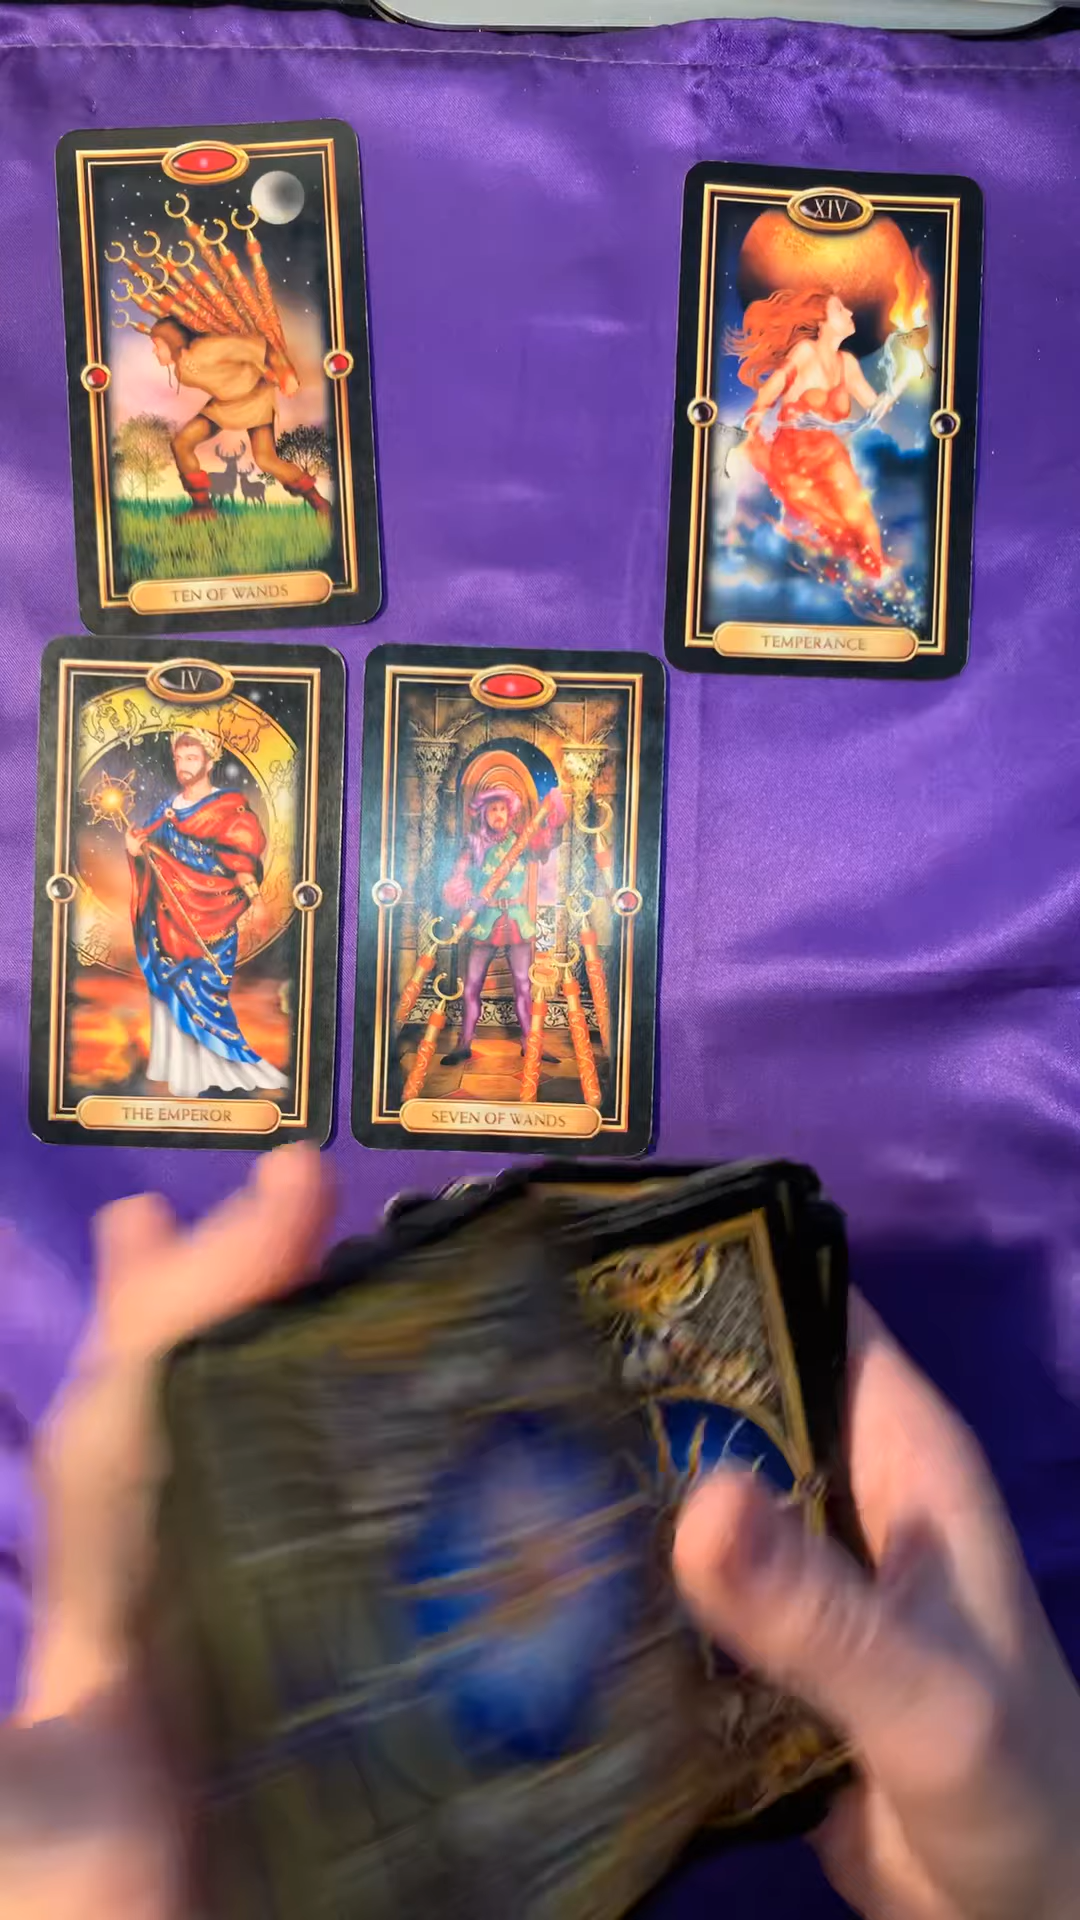 TEN OF WANDS
XIV
TEMPERANCE
IV
THE EMPEROR
SEVEN OF WANDS